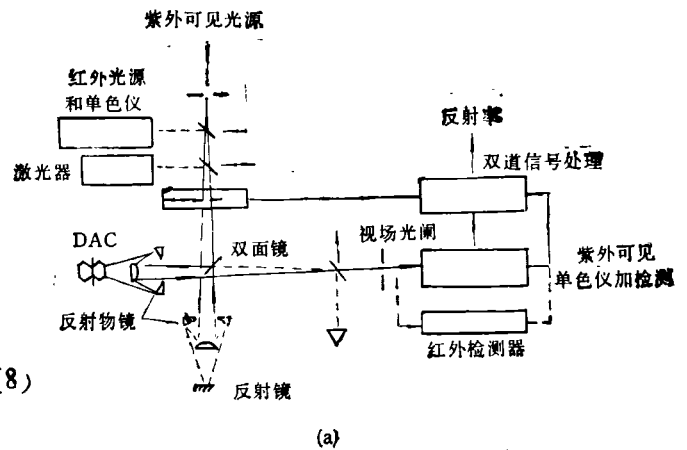 紫外可见光源
红外光源
和单色仪
反射率
激光器
双道信号处理
DAC
双面镜
视场光阑
紫外可见
单色仪加检测
反射物镜
红外检测器
8)
反射镜
(a)